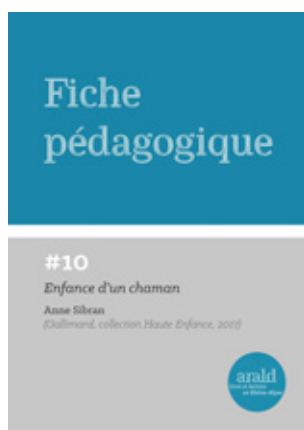 Fiche
pédagogique
#10
Enfance d'un chaman
Anne Sibran
(Gallimard, collection Haute Enfance, 2017)
arald